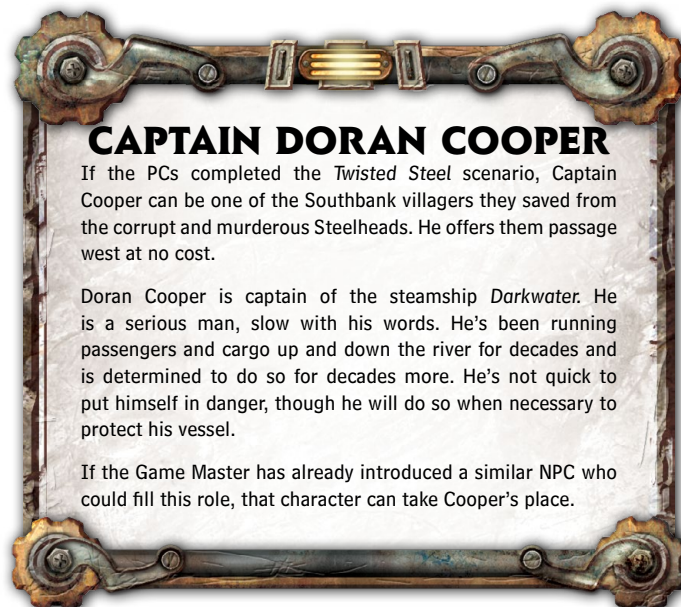 CAPTAIN DORAN COOPER
If the PCs completed the Twisted Steel scenario, Captain
Cooper can be one of the Southbank villagers they saved from
the corrupt and murderous Steelheads. He offers them passage
west at no cost.
Doran Cooper is captain of the steamship Darkwater. He
is a serious man, slow with his words. He’s been running
passengers and cargo up and down the river for decades and
is determined to do so for decades more. He’s not quick to
put himself in danger, though he will do so when necessary to
protect his vessel.
If the Game Master has already introduced a similar NPC who
could fill this role, that character can take Cooper’s place.